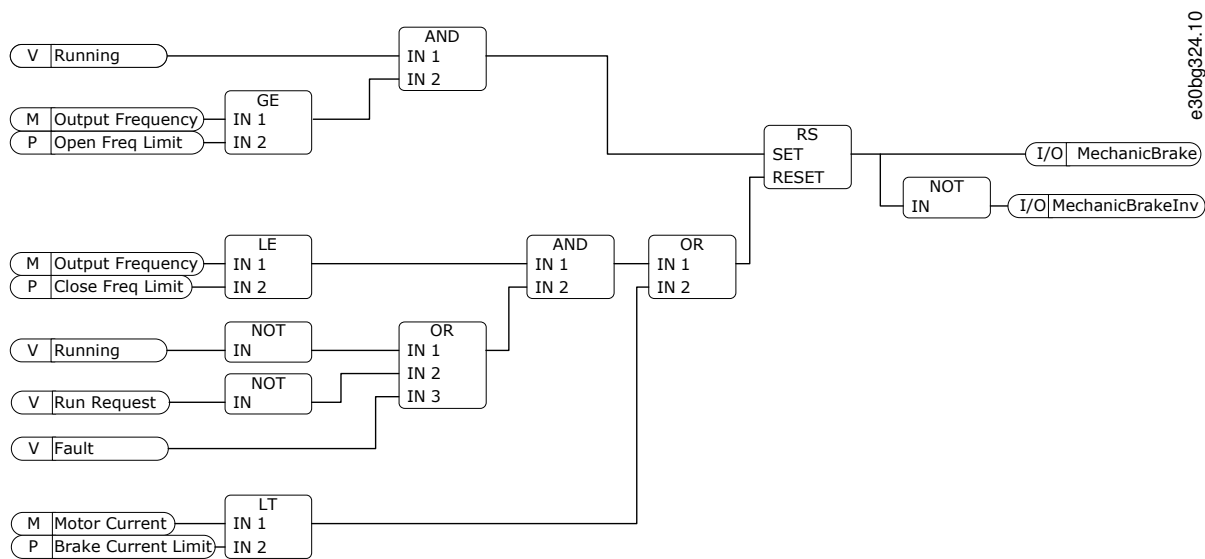 e30bg324.10
AND
V Running
IN 1
IN 2
GE
M Output Frequency
IN 1
P Open Freq Limit
IN 2
RS
SET
RESET
I/O MechanicBrake
NOT
IN
I/O MechanicBrakeInv
LE
M Output Frequency
IN 1
P Close Freq Limit
IN 2
AND
IN 1
IN 2
OR
IN 1
IN 2
NOT
V Running
IN
OR
IN 1
IN 2
IN 3
NOT
V Run Request
IN
V Fault
LT
M Motor Current
IN 1
P Brake Current Limit
IN 2